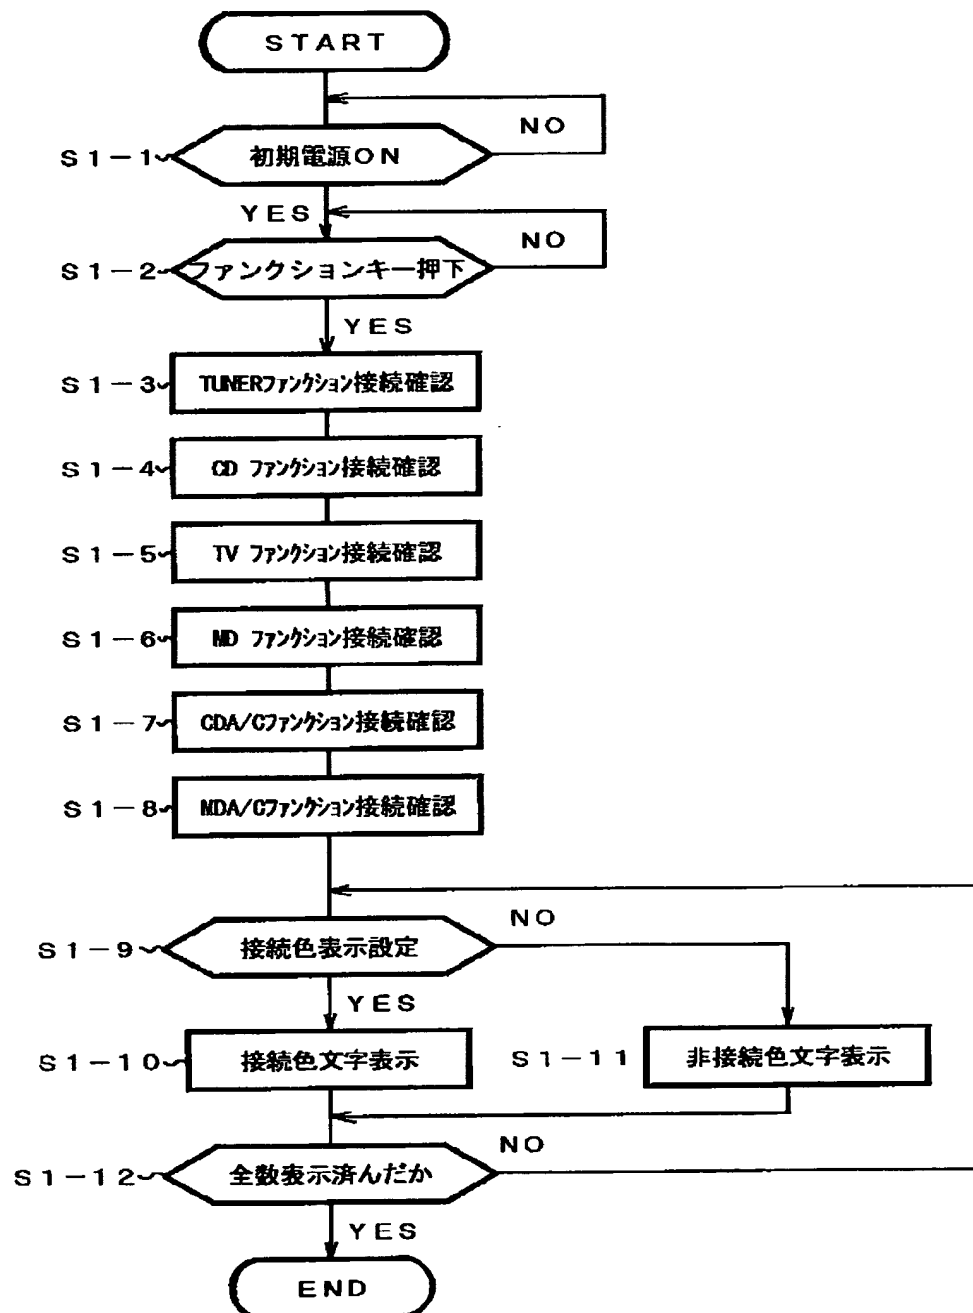 START
NO
S1-1 初期電源ON
YES
NO
S1-2 ファンクションキー押下
YES
S1-3 TUNERファンクション接続確認
S1-4 CD ファンクション接続確認
S1-5 TV ファンクション接続確認
S1-6 MD ファンクション接続確認
S1-7 CDA/Cファンクション接続確認
S1-8 MDA/Cファンクション接続確認
NO
S1-9 接続色表示設定
YES
S1-10 接続色文字表示 S1-11 非接続色文字表示
NO
S1-12 全数表示済んだか
YES
END